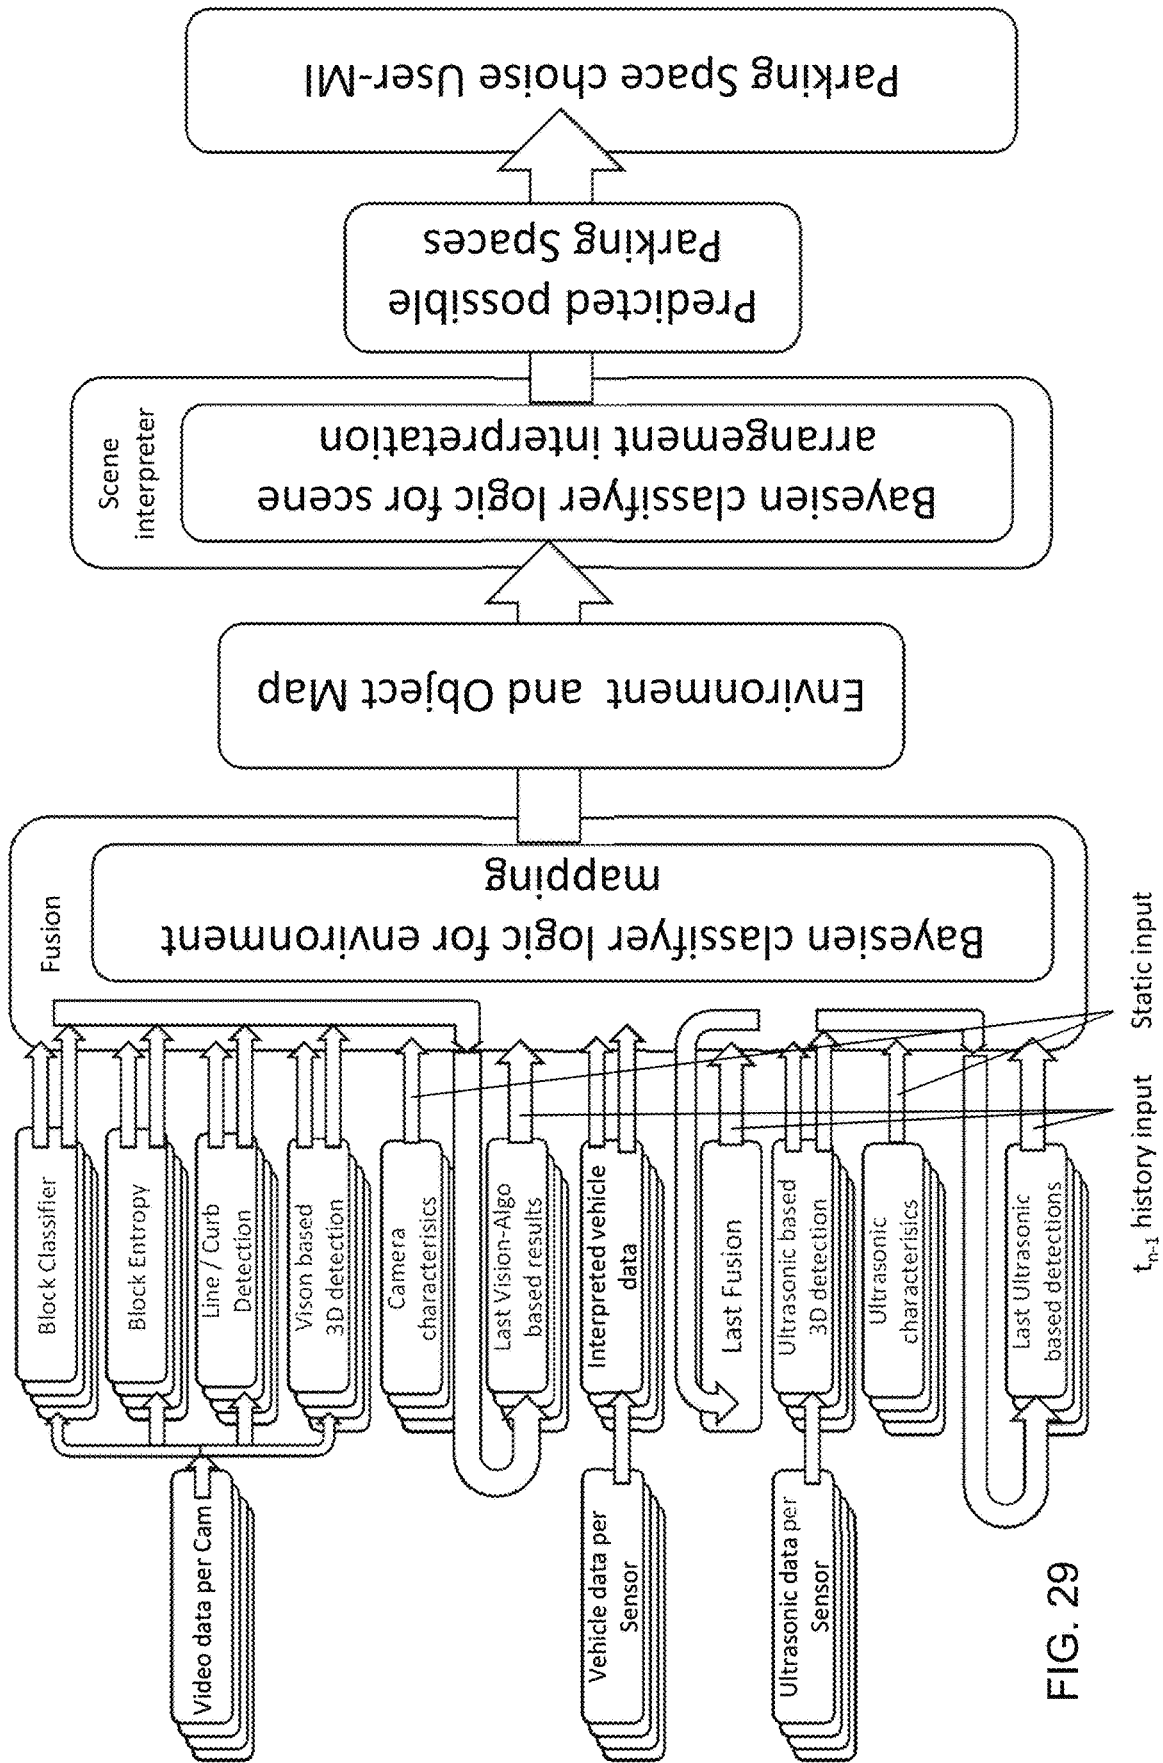 Video data per Cam
Block Classifier
Block Entropy
Line / Curb
Detection
Vison based
3D detection
Camera
characterisics
Last Vision-Algo
based results
Vehicle data per
Sensor
Interpreted vehicle
data
Last Fusion
Ultrasonic data per
Sensor
Ultrasonic based
3D detection
Ultrasonic
characterisics
Last Ultrasonic
based detections
Fusion
Bayesien classifyer logic for environment
mapping
Environment and Object Map
Scene
interpreter
Bayesien classifyer logic for scene
arrangement interpretation
Predicted possible
Parking Spaces
Parking Space choise User-MI
tn-1 history input
Static input
FIG. 29